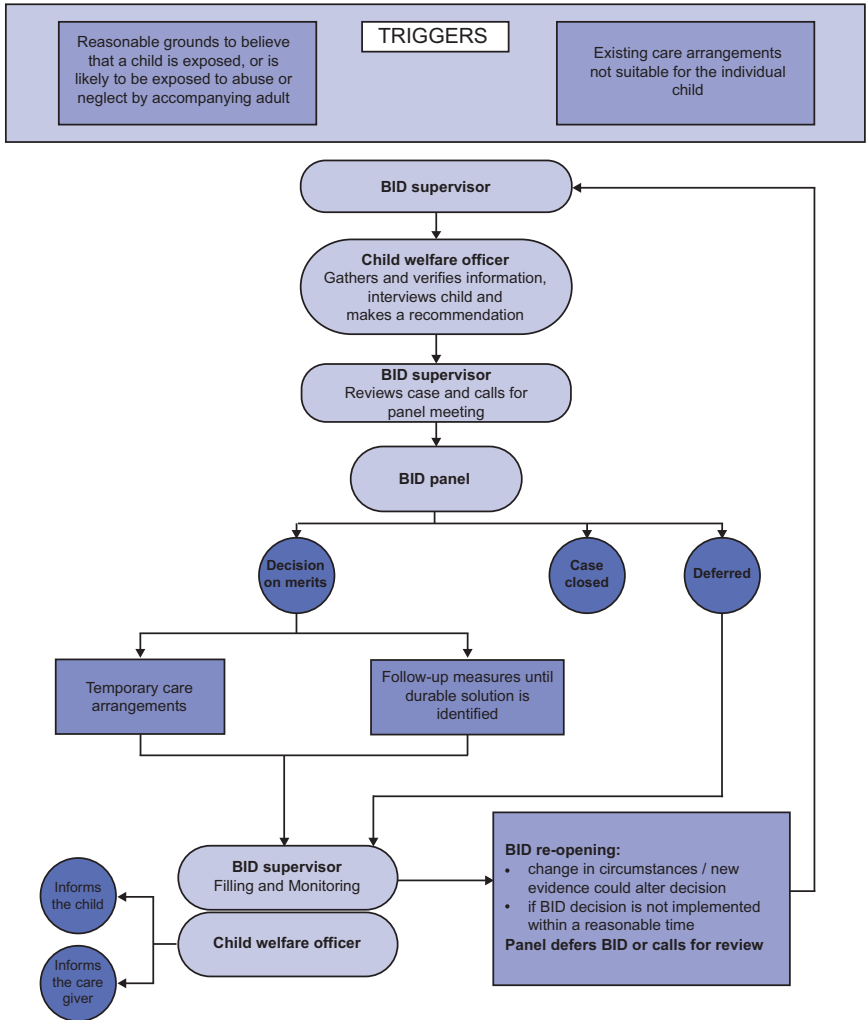 TRIGGERS
Reasonable grounds to believe
that a child is exposed, or is
likely to be exposed to abuse or
neglect by accompanying adult
Existing care arrangements
not suitable for the individual
child
BID supervisor
Child welfare officer
Gathers and verifies information,
interviews child and
makes a recommendation
BID supervisor
Reviews case and calls for
panel meeting
BID panel
Decision
on merits
Case
closed
Deferred
Temporary care
arrangements
Follow-up measures until
durable solution is
identified
BID supervisor
Filling and Monitoring
Child welfare officer
Informs
the child
Informs
the care
giver
BID re-opening:
• change in circumstances / new
evidence could alter decision
• if BID decision is not implemented
within a reasonable time
Panel defers BID or calls for review